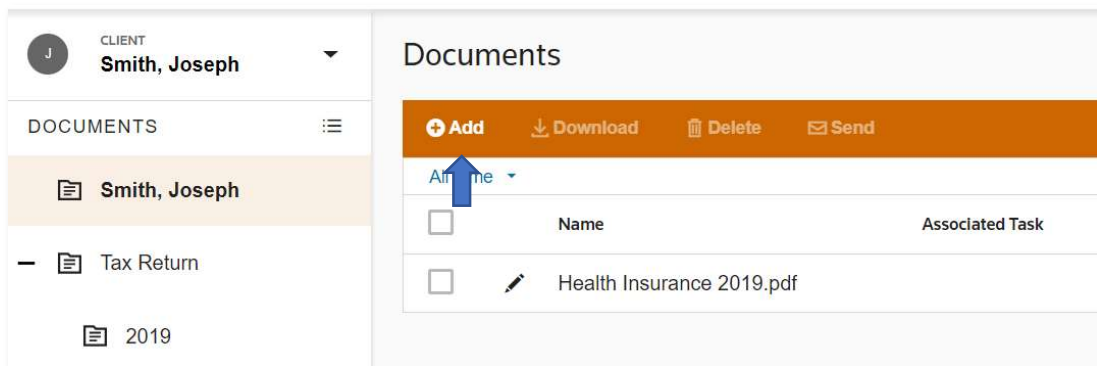 J
CLIENT
Smith, Joseph
DOCUMENTS
Smith, Joseph
Tax Return
2019
Documents
Add Download Delete Send
Name Associated Task
Health Insurance 2019.pdf